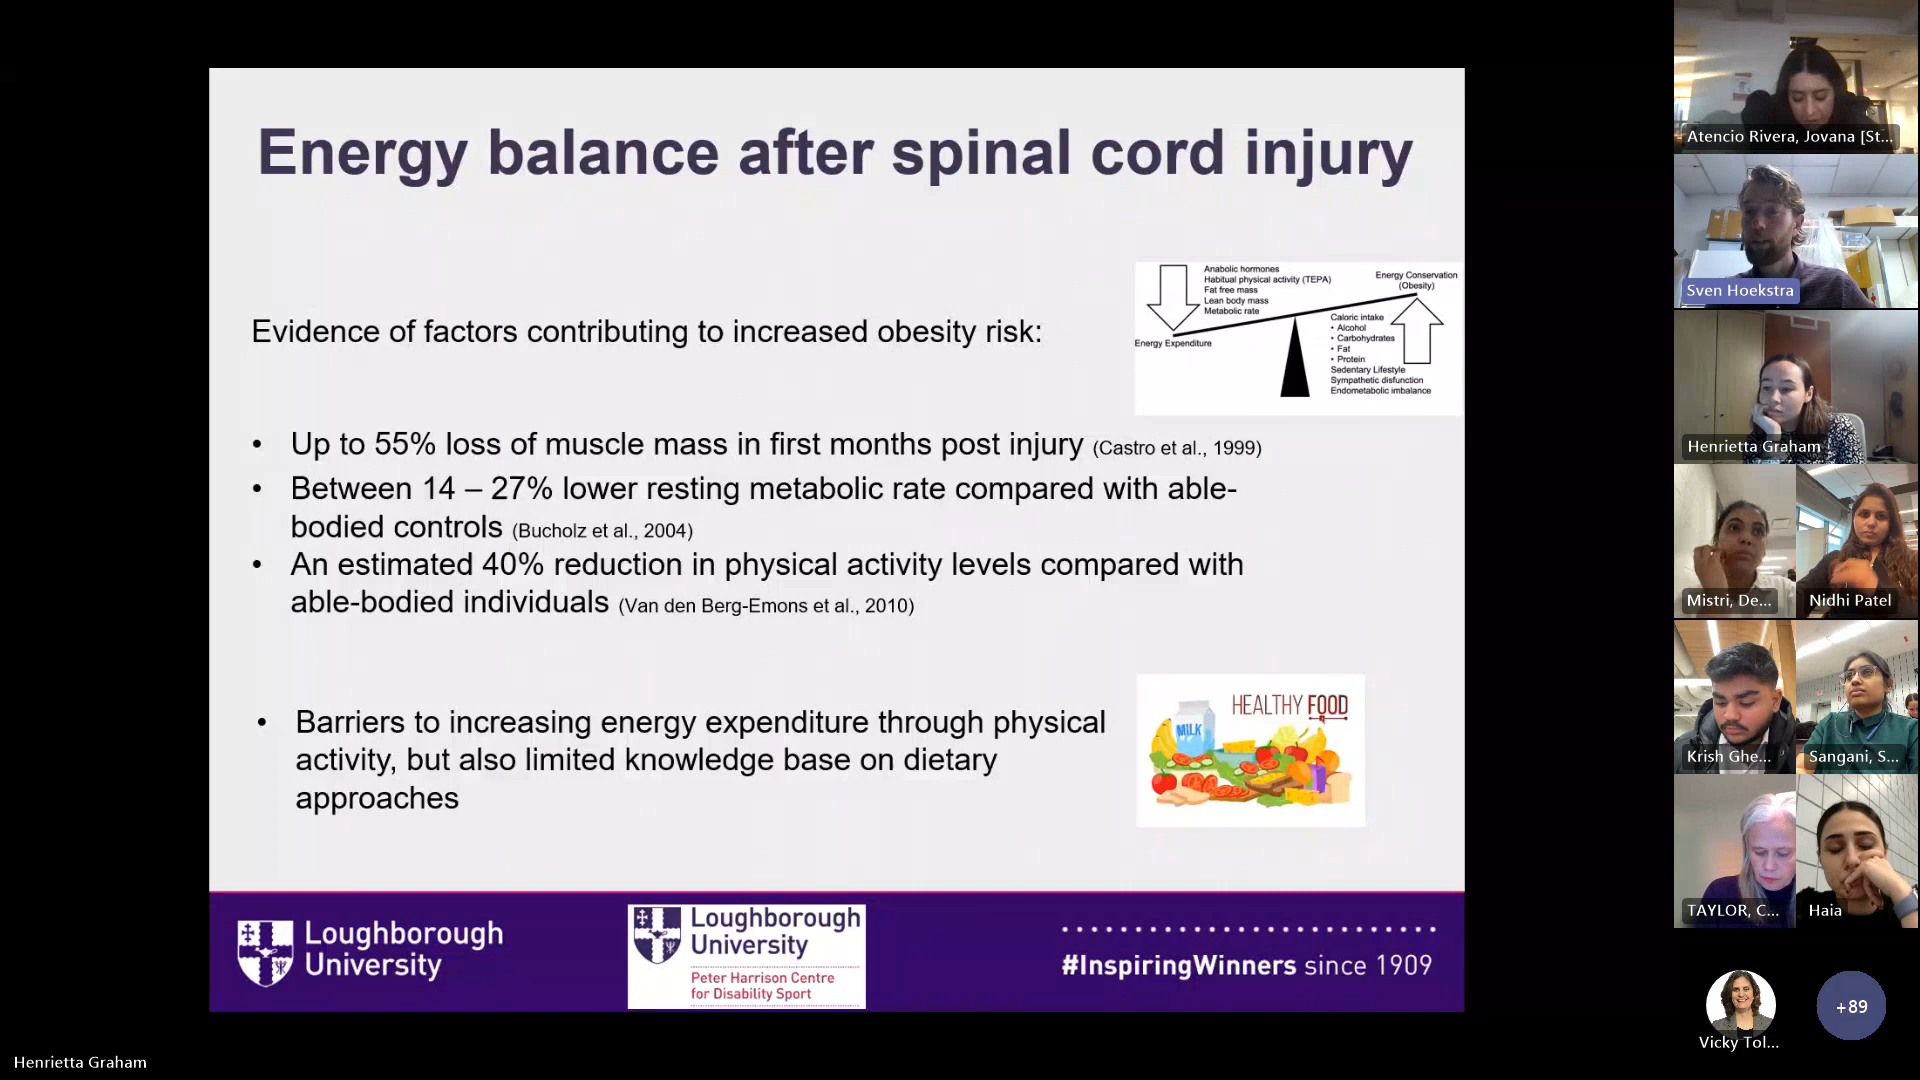 Energy balance after spinal cord injury
Anabolic hormones
Habitual physical activity (TEPA)
Fat free mass
Lean body mass
Metabolic rate
Energy Conservation
(Obesity)
Energy Expenditure
Caloric intake
• Alcohol
• Carbohydrates
• Fat
• Protein
Sedentary Lifestyle
Sympathetic disfunction
Endometabolic imbalance
Evidence of factors contributing to increased obesity risk:
• Up to 55% loss of muscle mass in first months post injury (Castro et al., 1999)
• Between 14 – 27% lower resting metabolic rate compared with able-
bodied controls (Bucholz et al., 2004)
• An estimated 40% reduction in physical activity levels compared with
able-bodied individuals (Van den Berg-Emons et al., 2010)
• Barriers to increasing energy expenditure through physical
activity, but also limited knowledge base on dietary
approaches
HEALTHY FOOD
MILK
Loughborough
University
Loughborough
University
Peter Harrison Centre
for Disability Sport
#InspiringWinners since 1909
Henrietta Graham
Atencio Rivera, Jovana [St...
Sven Hoekstra
Henrietta Graham
Mistri, De...
Nidhi Patel
Krish Ghe...
Sangani, S...
TAYLOR, C...
Haia
Vicky Tol...
+89